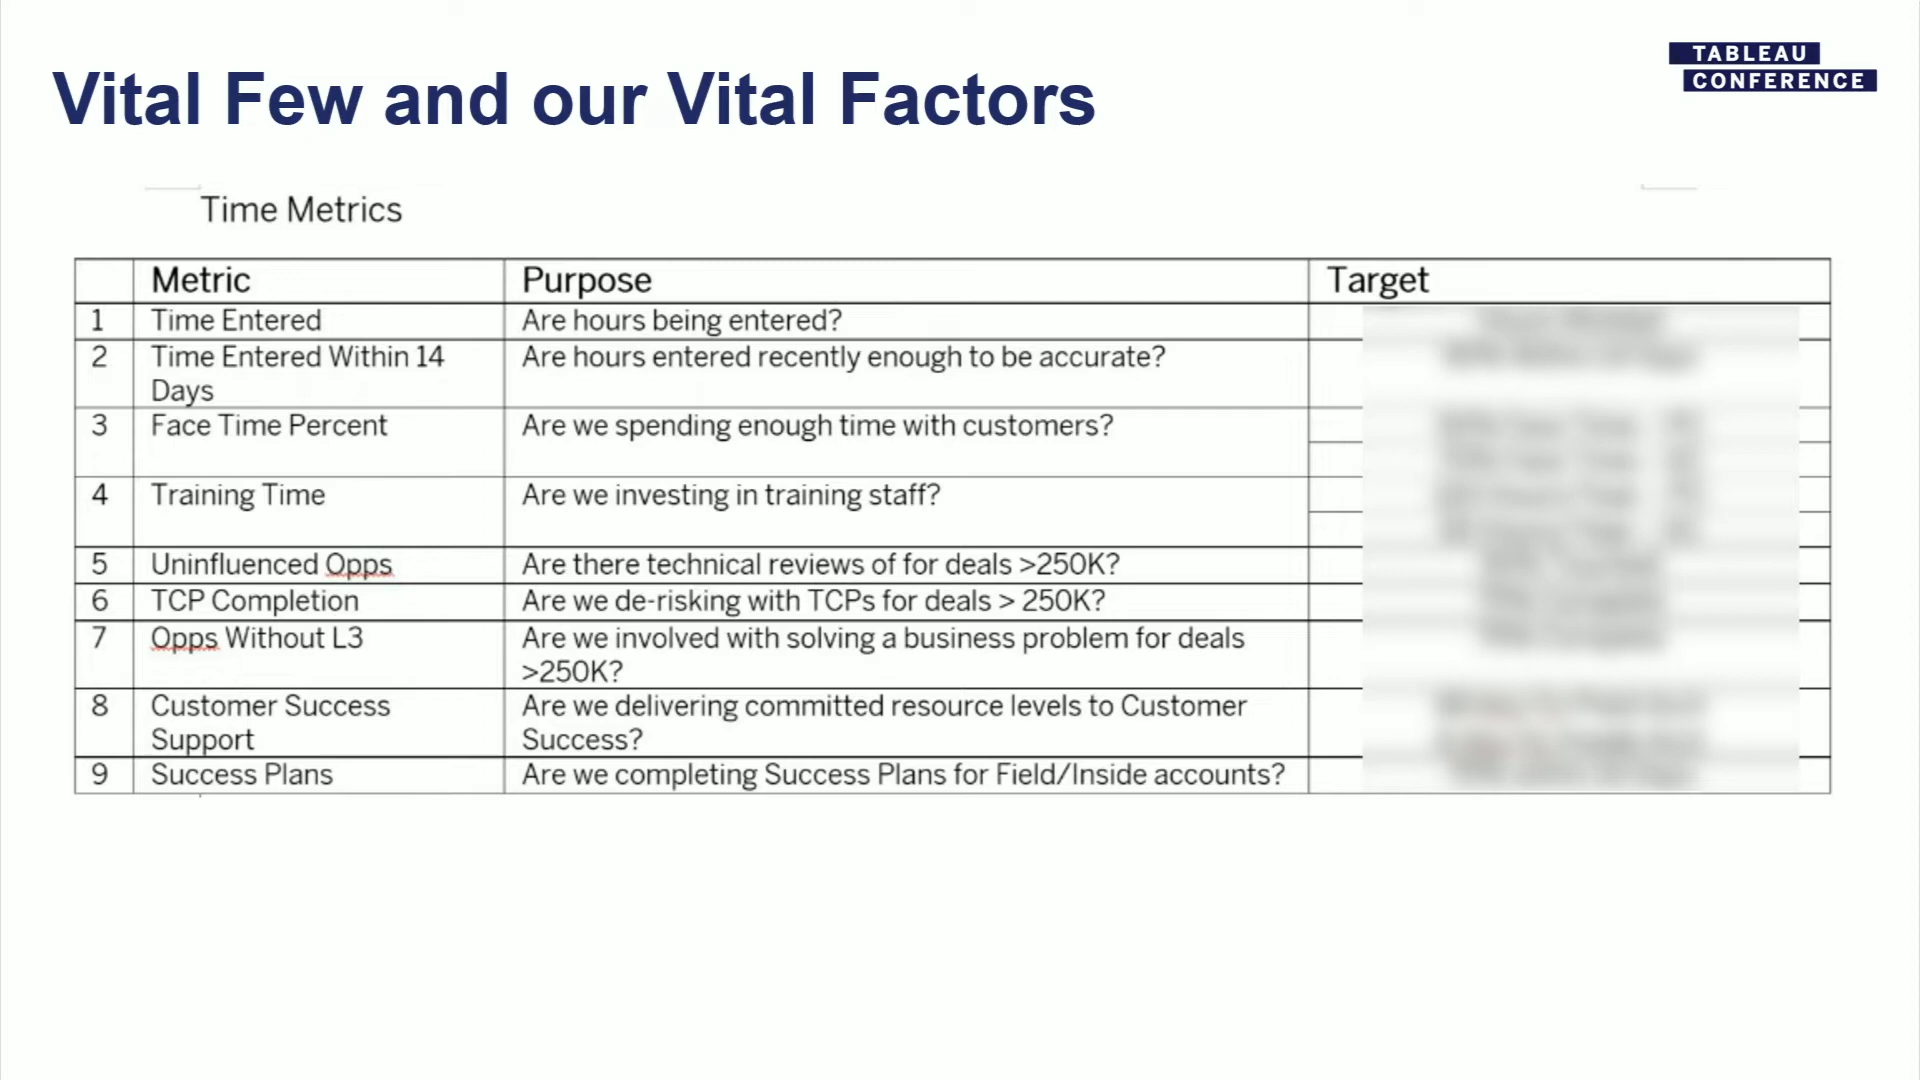 Vital Few and our Vital Factors
TABLEAU
CONFERENCE
Time Metrics
Metric Purpose Target
1 Time Entered Are hours being entered?
2 Time Entered Within 14 Are hours entered recently enough to be accurate?
Days
3 Face Time Percent Are we spending enough time with customers?
4 Training Time Are we investing in training staff?
5 Uninfluenced Opps Are there technical reviews of for deals >250K?
6 TCP Completion Are we de-risking with TCPs for deals > 250K?
7 Opps Without L3 Are we involved with solving a business problem for deals
>250K?
8 Customer Success Are we delivering committed resource levels to Customer
Support Success?
9 Success Plans Are we completing Success Plans for Field/Inside accounts?